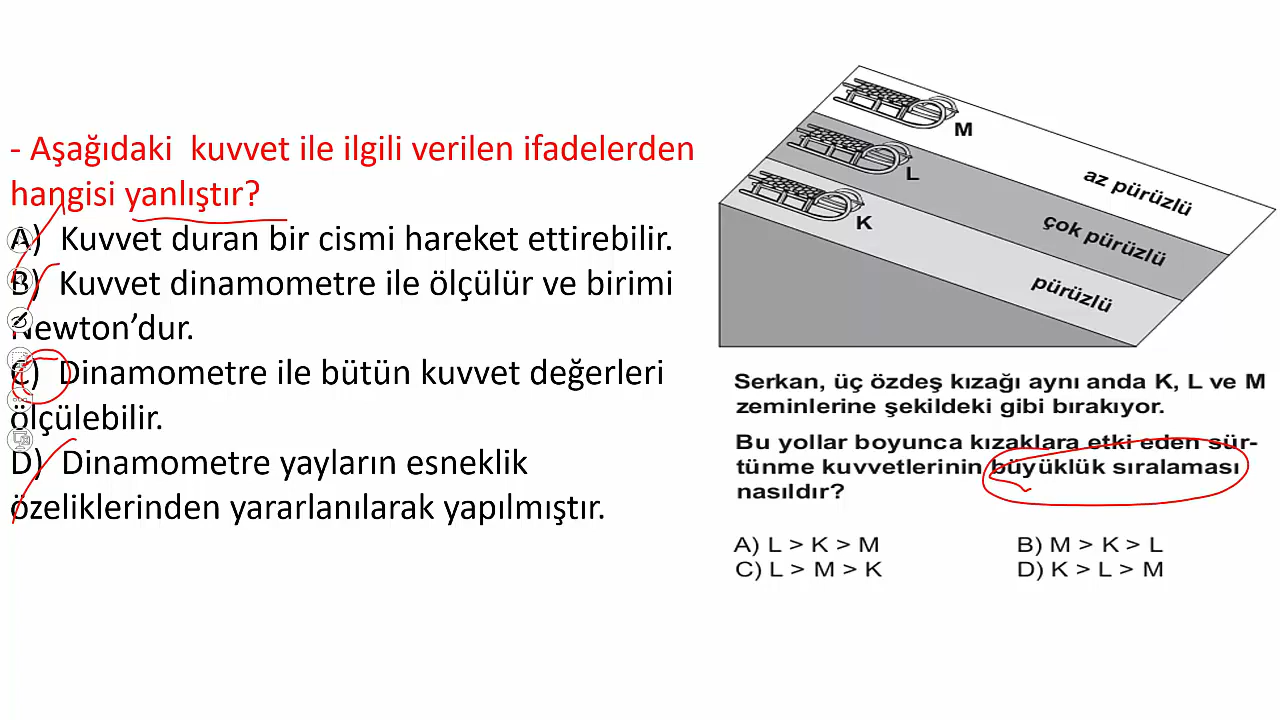 - Aşağıdaki kuvvet ile ilgili verilen ifadelerden
hangisi yanlıştır?
A) Kuvvet duran bir cismi hareket ettirebilir.
B) Kuvvet dinamometre ile ölçülür ve birimi
Newton’dur.
C) Dinamometre ile bütün kuvvet değerleri
ölçülebilir.
D) Dinamometre yayların esneklik
özeliklerinden yararlanılarak yapılmıştır.
M
az pürüzlü
L
çok pürüzlü
K
pürüzlü
Serkan, üç özdeş kızağı aynı anda K, L ve M
zeminlerine şekildeki gibi bırakıyor.
Bu yollar boyunca kızaklara etki eden sür-
tünme kuvvetlerinin büyüklük sıralaması
nasıldır?
A) L > K > M
B) M > K > L
C) L > M > K
D) K > L > M